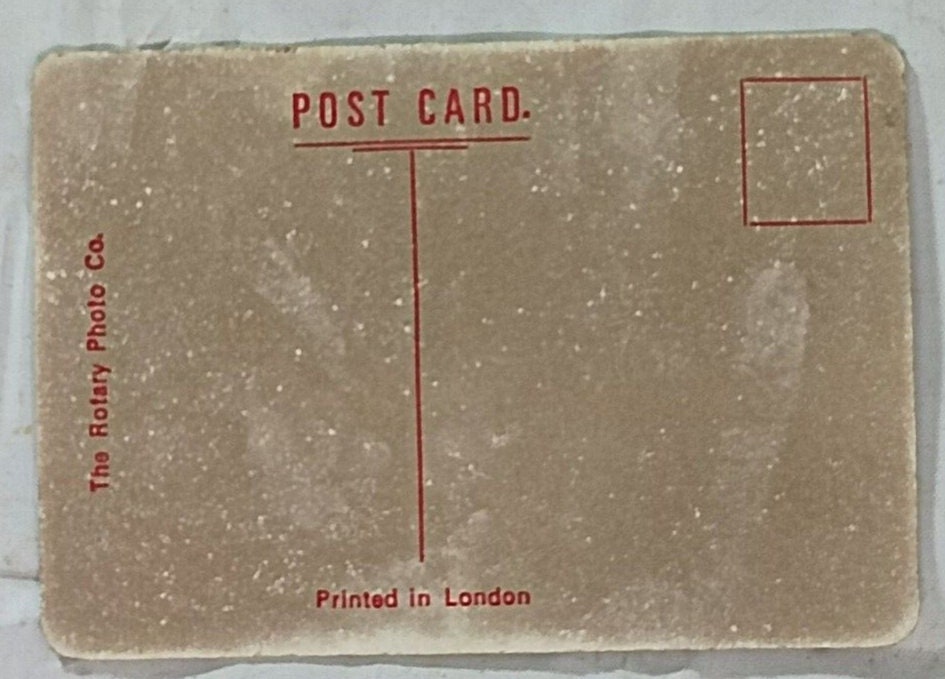 POST CARD.
The Rotary Photo Co.
Printed in London